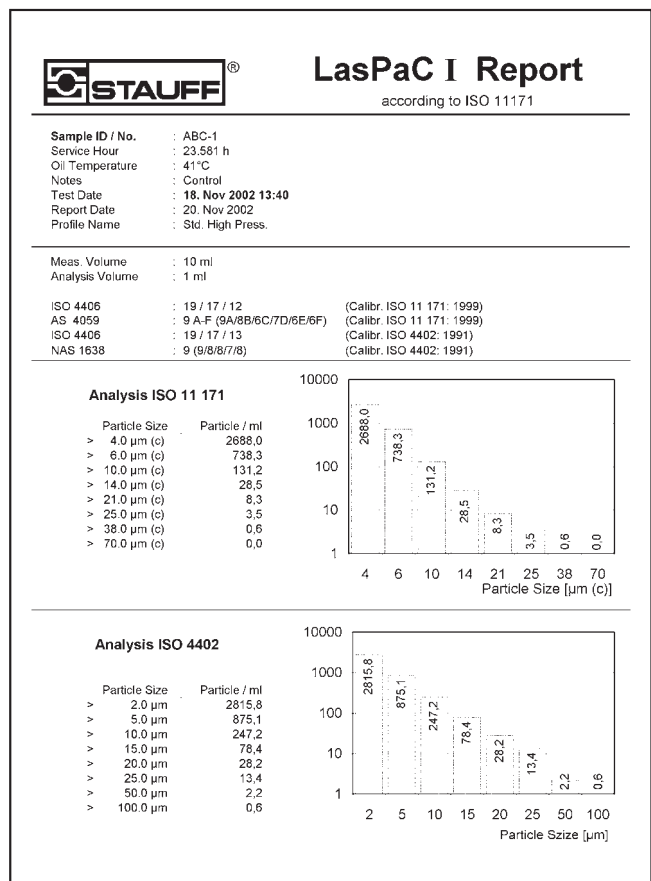 STAUFF®
LasPaC I Report
according to ISO 11171
Sample ID / No. : ABC-1
Service Hour : 23.581 h
Oil Temperature : 41°C
Notes : Control
Test Date : 18. Nov 2002 13:40
Report Date : 20. Nov 2002
Profile Name : Std. High Press.
Meas. Volume : 10 ml
Analysis Volume : 1 ml
ISO 4406 : 19 / 17 / 12 (Calibr. ISO 11 171: 1999)
AS 4059 : 9 A-F (9A/8B/6C/7D/6E/6F) (Calibr. ISO 11 171: 1999)
ISO 4406 : 19 / 17 / 13 (Calibr. ISO 4402: 1991)
NAS 1638 : 9 (9/8/8/7/8) (Calibr. ISO 4402: 1991)
Analysis ISO 11 171
Particle Size Particle / ml
> 4.0 µm (c) 2688,0
> 6.0 µm (c) 738,3
> 10.0 µm (c) 131,2
> 14.0 µm (c) 28,5
> 21.0 µm (c) 8,3
> 25.0 µm (c) 3,5
> 38.0 µm (c) 0,6
> 70.0 µm (c) 0,0
10000
1000
100
10
1
2688,0 738,3 131,2 28,5 8,3 3,5 0,6 0,0
4 6 10 14 21 25 38 70
Particle Size [µm (c)]
Analysis ISO 4402
Particle Size Particle / ml
> 2.0 µm 2815,8
> 5.0 µm 875,1
> 10.0 µm 247,2
> 15.0 µm 78,4
> 20.0 µm 28,2
> 25.0 µm 13,4
> 50.0 µm 2,2
> 100.0 µm 0,6
10000
1000
100
10
1
2815,8 875,1 247,2 78,4 28,2 13,4 2,2 0,6
2 5 10 15 20 25 50 100
Particle Szize [µm]